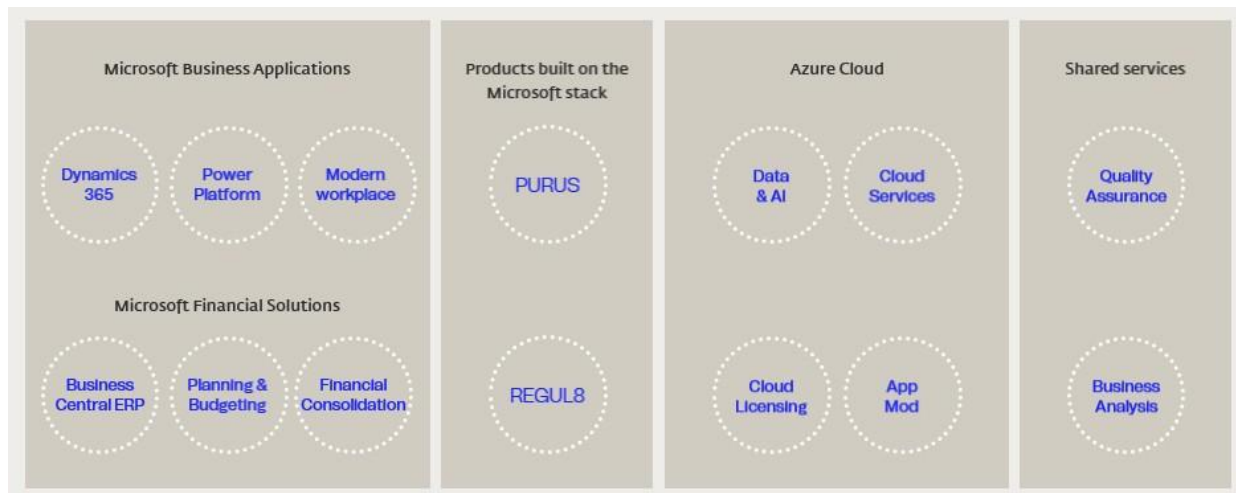 Microsoft Business Applications
Dynamics
365
Power
Platform
Modern
workplace
Microsoft Financial Solutions
Business
Central ERP
Planning &
Budgeting
Financial
Consolidation
Products built on the
Microsoft stack
PURUS
REGUL8
Azure Cloud
Data
& AI
Cloud
Services
Cloud
Licensing
App
Mod
Shared services
Quality
Assurance
Business
Analysis